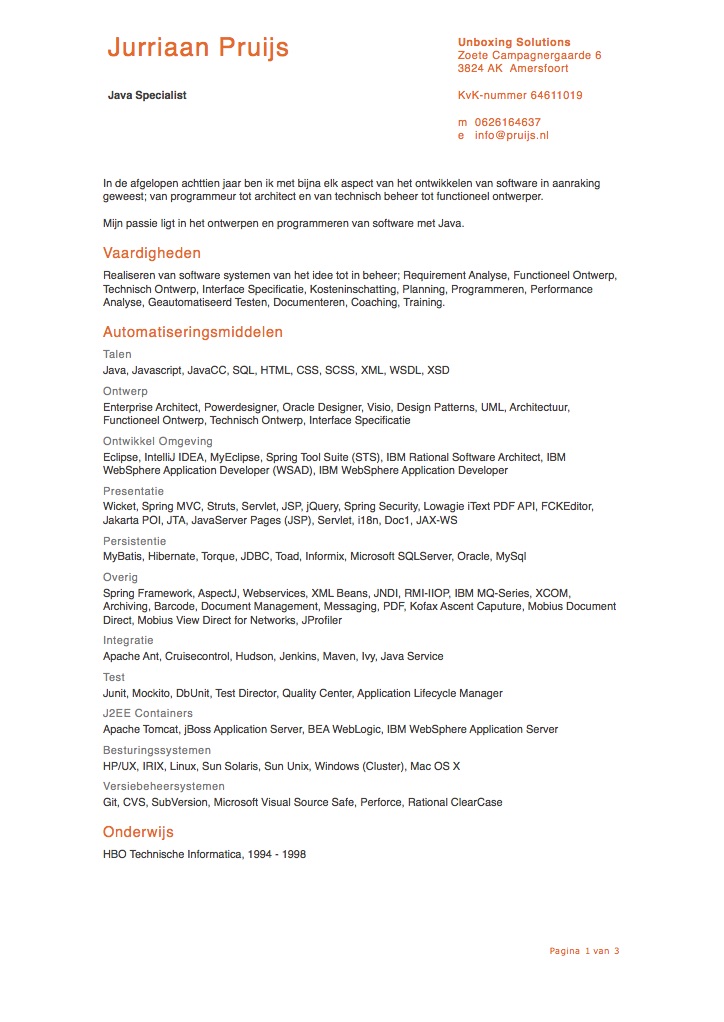 Jurriaan Pruijs
Unboxing Solutions
Zoete Campagnergaarde 6
3824 AK Amersfoort
Java Specialist
KvK-nummer 64611019
m 0626164637
e info@pruijs.nl
In de afgelopen achttien jaar ben ik met bijna elk aspect van het ontwikkelen van software in aanraking
geweest; van programmeur tot architect en van technisch beheer tot functioneel ontwerper.
Mijn passie ligt in het ontwerpen en programmeren van software met Java.
Vaardigheden
Realiseren van software systemen van het idee tot in beheer; Requirement Analyse, Functioneel Ontwerp,
Technisch Ontwerp, Interface Specificatie, Kosteninschatting, Planning, Programmeren, Performance
Analyse, Geautomatiseerd Testen, Documenteren, Coaching, Training.
Automatiseringsmiddelen
Talen
Java, Javascript, JavaCC, SQL, HTML, CSS, SCSS, XML, WSDL, XSD
Ontwerp
Enterprise Architect, Powerdesigner, Oracle Designer, Visio, Design Patterns, UML, Architectuur,
Functioneel Ontwerp, Technisch Ontwerp, Interface Specificatie
Ontwikkel Omgeving
Eclipse, IntelliJ IDEA, MyEclipse, Spring Tool Suite (STS), IBM Rational Software Architect, IBM
WebSphere Application Developer (WSAD), IBM WebSphere Application Developer
Presentatie
Wicket, Spring MVC, Struts, Servlet, JSP, jQuery, Spring Security, Lowagie iText PDF API, FCKEditor,
Jakarta POI, JTA, JavaServer Pages (JSP), Servlet, i18n, Doc1, JAX-WS
Persistentie
MyBatis, Hibernate, Torque, JDBC, Toad, Informix, Microsoft SQLServer, Oracle, MySql
Overig
Spring Framework, AspectJ, Webservices, XML Beans, JNDI, RMI-IIOP, IBM MQ-Series, XCOM,
Archiving, Barcode, Document Management, Messaging, PDF, Kofax Ascent Caputure, Mobius Document
Direct, Mobius View Direct for Networks, JProfiler
Integratie
Apache Ant, Cruisecontrol, Hudson, Jenkins, Maven, Ivy, Java Service
Test
Junit, Mockito, DbUnit, Test Director, Quality Center, Application Lifecycle Manager
J2EE Containers
Apache Tomcat, jBoss Application Server, BEA WebLogic, IBM WebSphere Application Server
Besturingssystemen
HP/UX, IRIX, Linux, Sun Solaris, Sun Unix, Windows (Cluster), Mac OS X
Versiebeheersystemen
Git, CVS, SubVersion, Microsoft Visual Source Safe, Perforce, Rational ClearCase
Onderwijs
HBO Technische Informatica, 1994 - 1998
Pagina 1 van 3